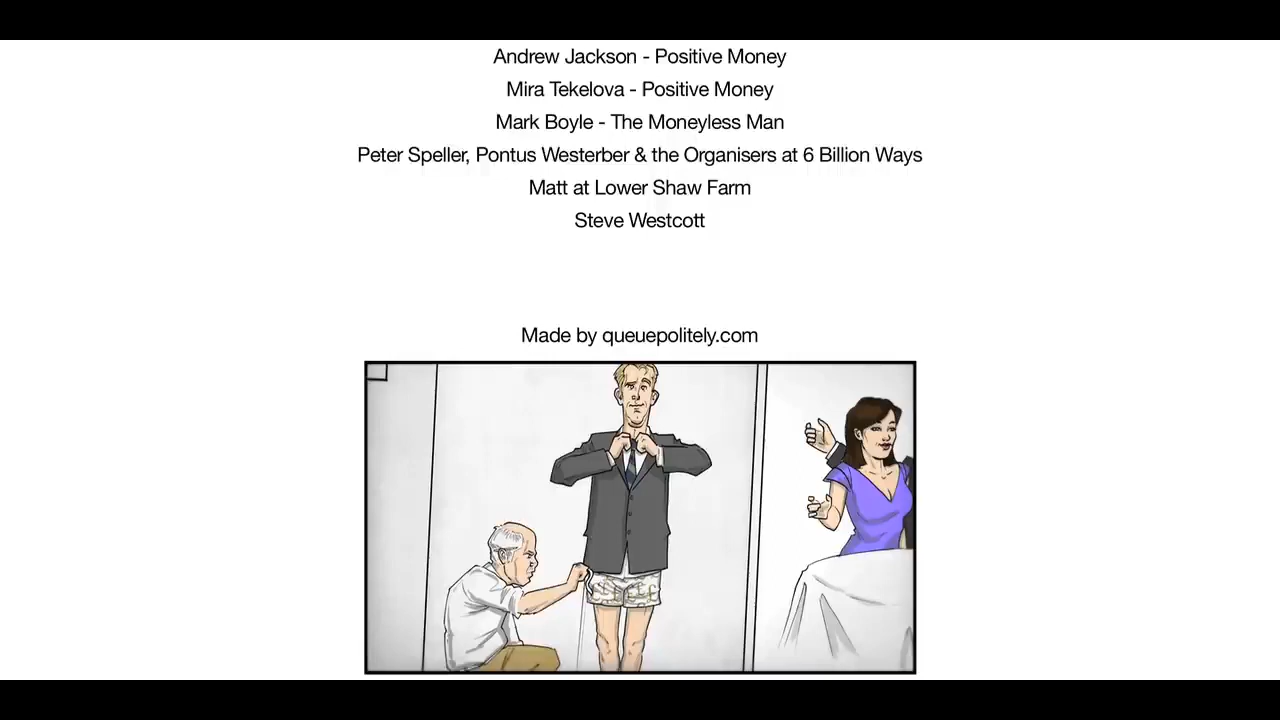 Andrew Jackson - Positive Money
Mira Tekelova - Positive Money
Mark Boyle - The Moneyless Man
Peter Speller, Pontus Westerber & the Organisers at 6 Billion Ways
Matt at Lower Shaw Farm
Steve Westcott
Made by queuepolitely.com